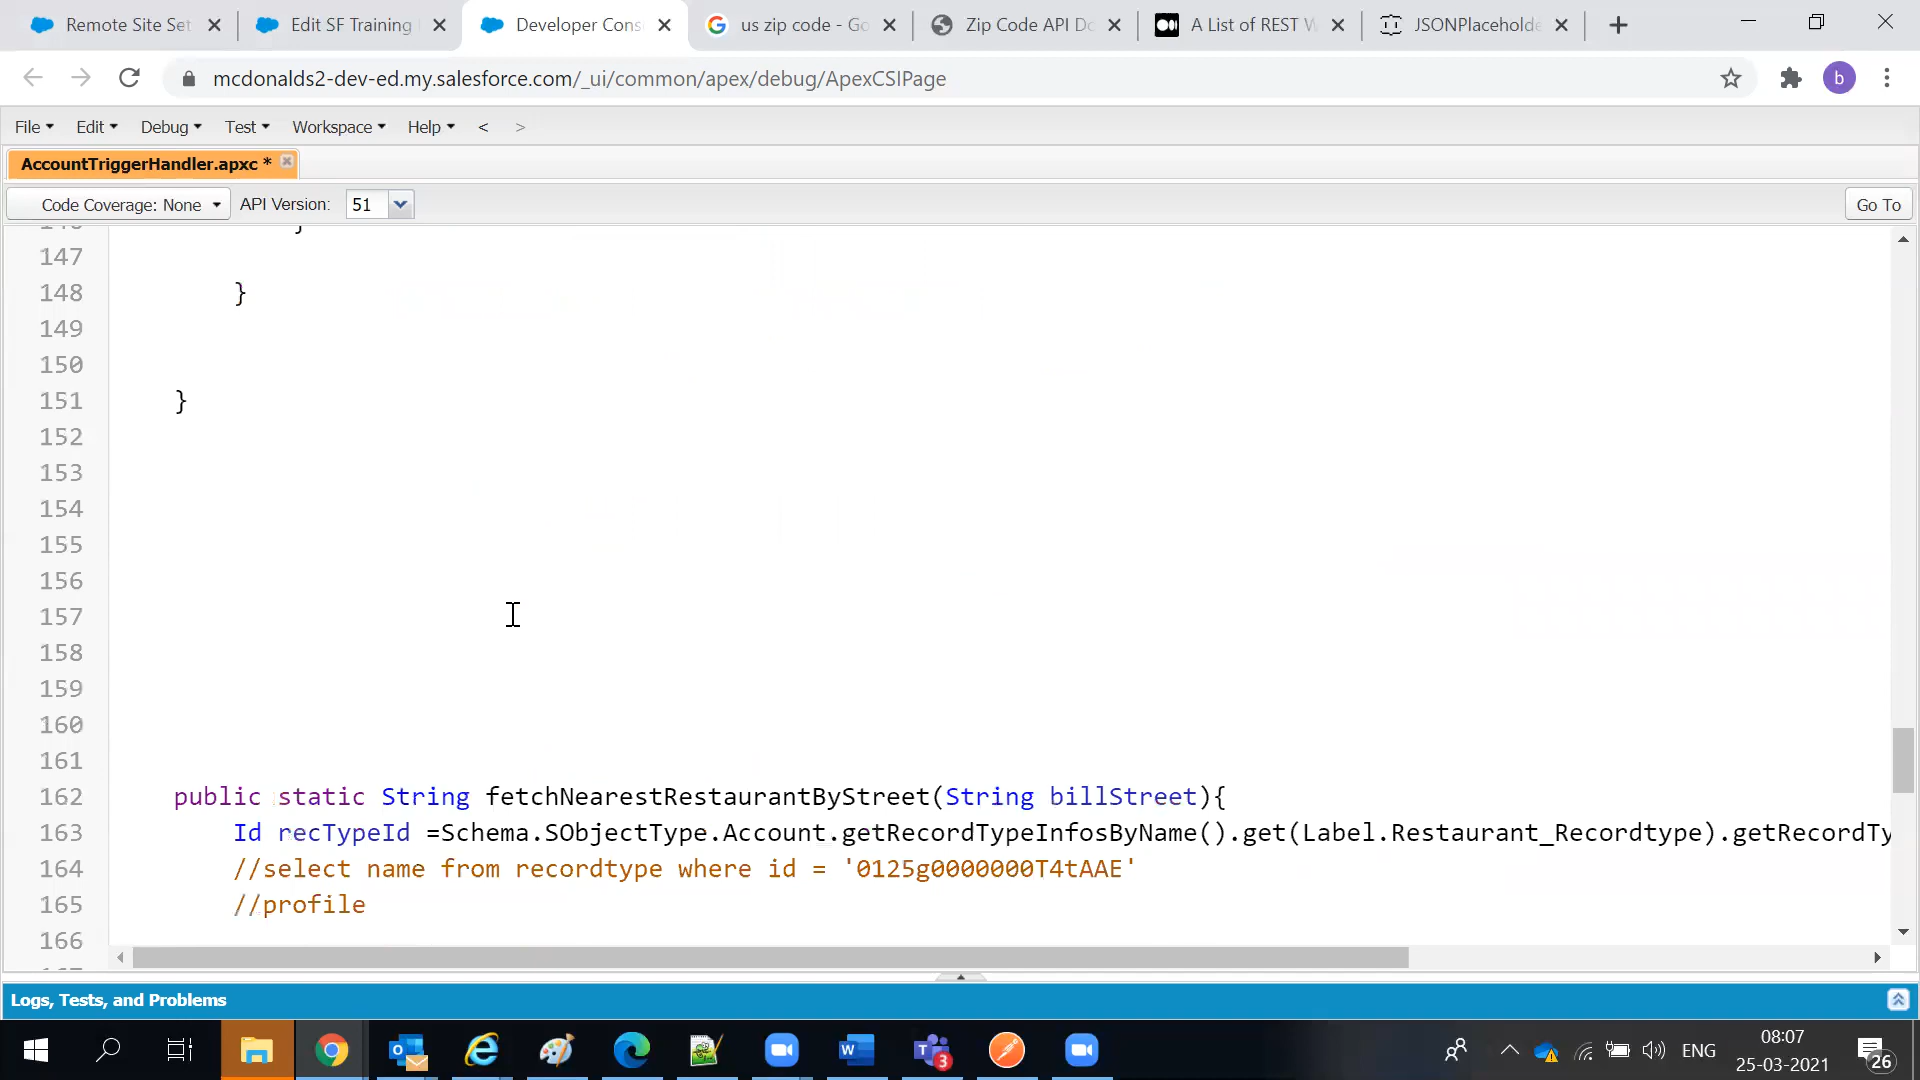 Remote Site Set
Edit SF Training
Developer Cons
us zip code - Go
Zip Code API Do
A List of REST W
JSONPlaceholde
mcdonalds2-dev-ed.my.salesforce.com/_ui/common/apex/debug/ApexCSIPage
b
File Edit Debug Test Workspace Help < >
AccountTriggerHandler.apxc *
Code Coverage: None API Version: 51 Go To
147
148 }
149
150
151 }
152
153
154
155
156
157
158
159
160
161
162 public static String fetchNearestRestaurantByStreet(String billStreet){
163 Id recTypeId =Schema.SObjectType.Account.getRecordTypeInfosByName().get(Label.Restaurant_Recordtype).getRecordTy
164 //select name from recordtype where id = '0125g0000000T4tAAE'
165 //profile
166
Logs, Tests, and Problems
3
ENG
08:07
25-03-2021
26